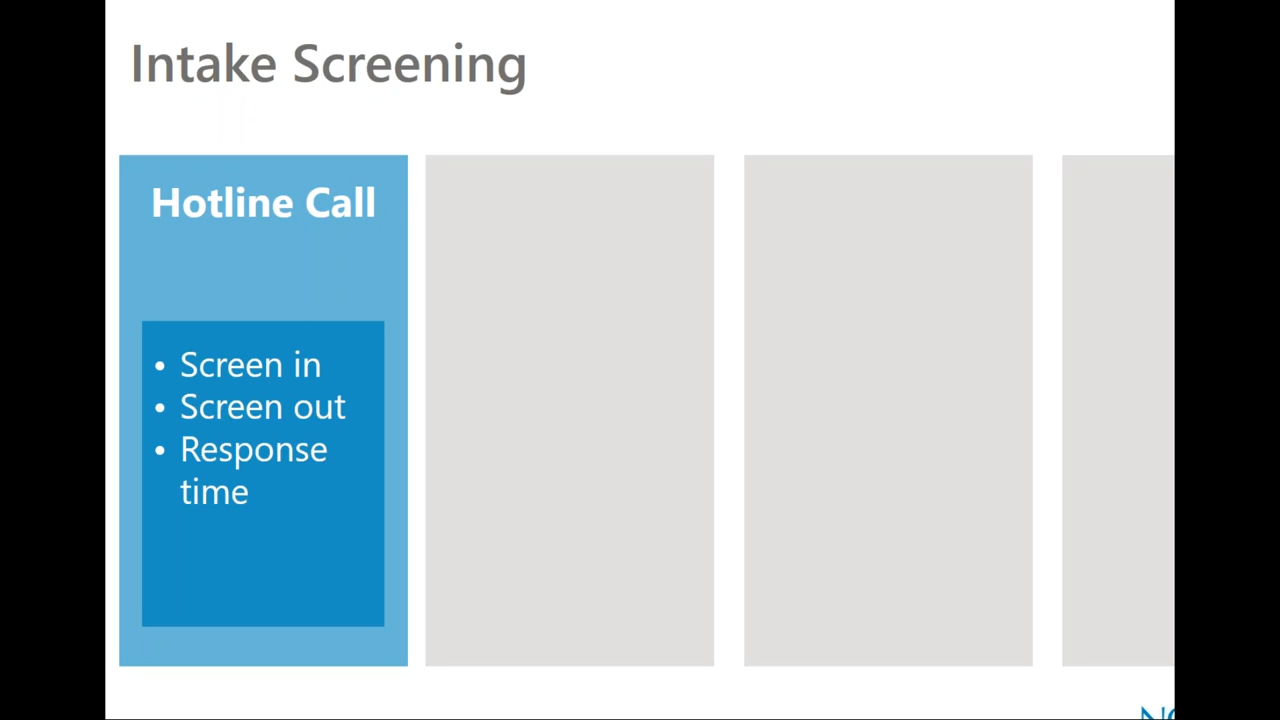 Intake Screening
Hotline Call
• Screen in
• Screen out
• Response
time